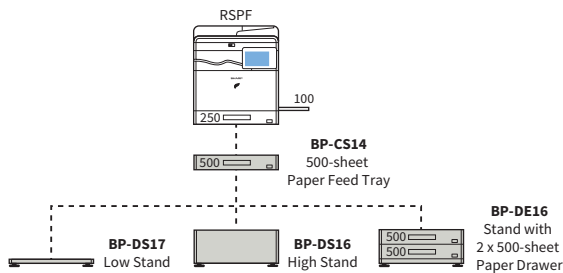 RSPF
SHARP
100
250
BP-CS14
500-sheet
Paper Feed Tray
500
BP-DS17
Low Stand
BP-DS16
High Stand
500
500
BP-DE16
Stand with
2 x 500-sheet
Paper Drawer